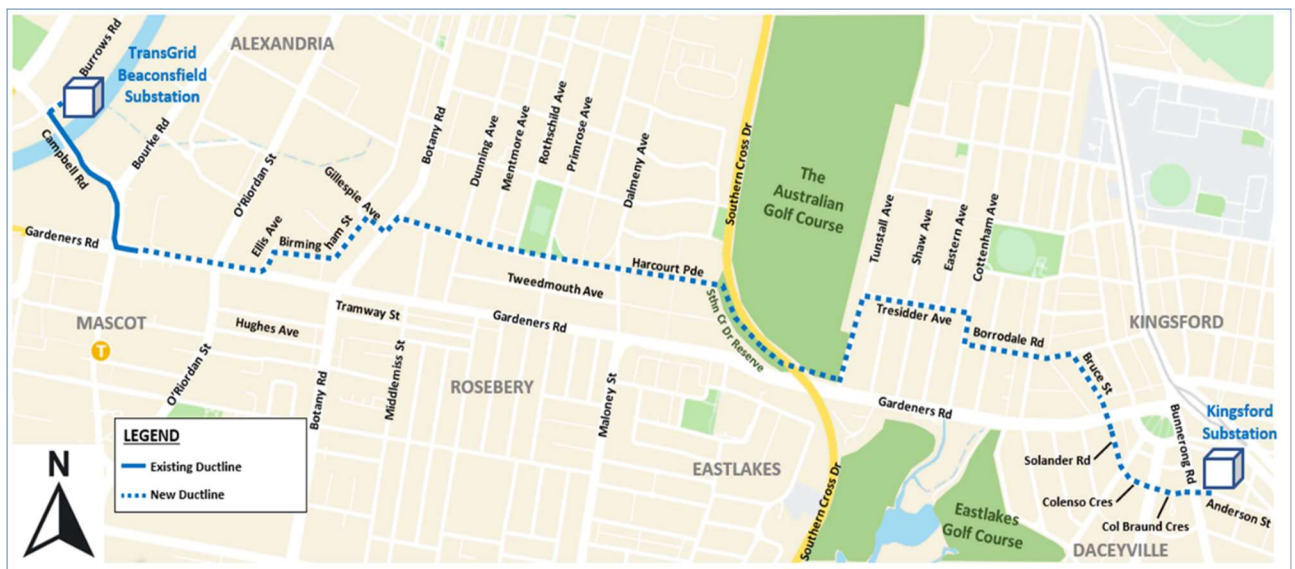 Burrows Rd
ALEXANDRIA
TransGrid
Beaconsfield
Substation
Campbell Rd
Bourke Rd
O'Riordan St
Gillespie Ave
Botany Rd
Dunning Ave
Mentmore Ave
Rothschild Ave
Primrose Ave
Dalmeny Ave
Southern Cross Dr
The
Australian
Golf Course
Tunstall Ave
Shaw Ave
Eastern Ave
Cottenham Ave
Gardeners Rd
Ellis Ave
Birming
ham St
Harcourt Pde
Tweedmouth Ave
Sthn Cr Dr Reserve
Tresidder Ave
Borrodale Rd
KINGSFORD
MASCOT
T
Hughes Ave
Tramway St
Gardeners Rd
O'Riordan St
Botany Rd
Middlemiss St
ROSEBERY
Maloney St
Gardeners Rd
Bruce St
Bunnerong Rd
Kingsford
Substation
LEGEND
Existing Ductline
New Ductline
N
EASTLAKES
Southern Cross Dr
Solander Rd
Colenso Cres
Col Braund Cres
Anderson St
Eastlakes
Golf Course
DACEYVILLE